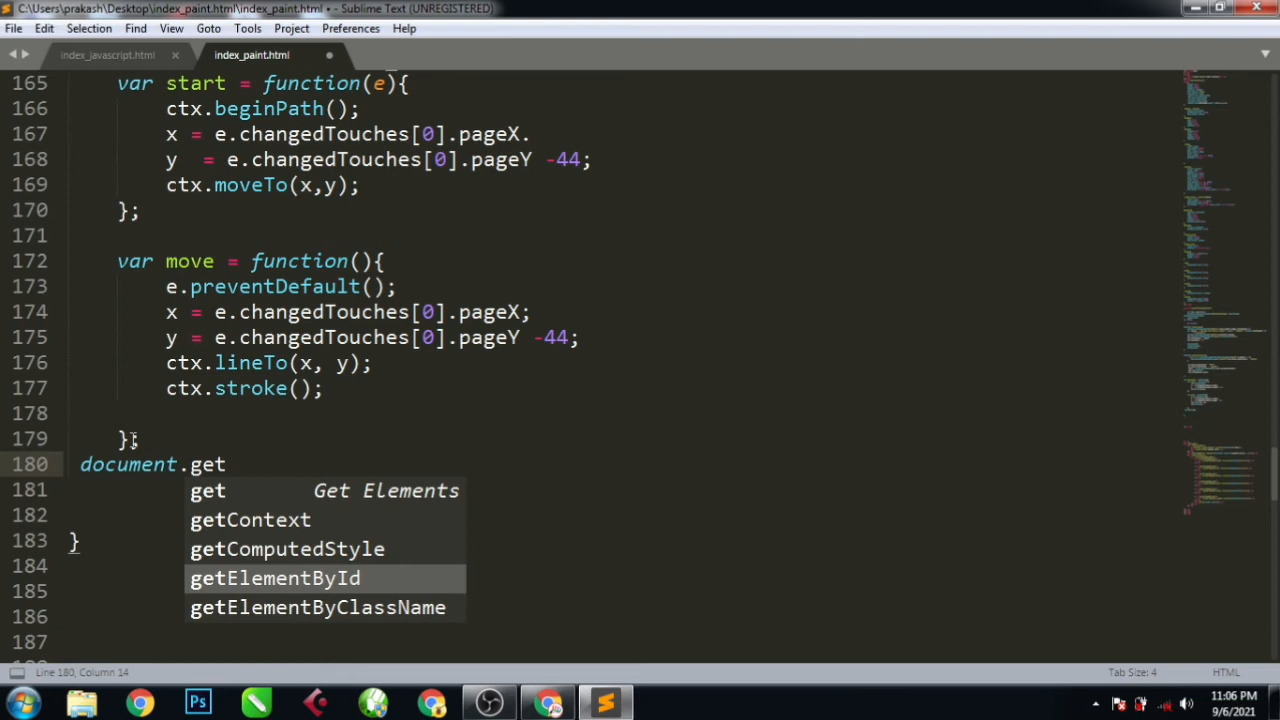 C:\Users\prakash\Desktop\index_paint.html\index_paint.html • - Sublime Text (UNREGISTERED)
File Edit Selection Find View Goto Tools Project Preferences Help
index_javascript.html index_paint.html
165 var start = function(e){
166 ctx.beginPath();
167 x = e.changedTouches[0].pageX.
168 y = e.changedTouches[0].pageY -44;
169 ctx.moveTo(x,y);
170 };
171
172 var move = function(){
173 e.preventDefault();
174 x = e.changedTouches[0].pageX;
175 y = e.changedTouches[0].pageY -44;
176 ctx.lineTo(x, y);
177 ctx.stroke();
178
179 };
180 document.get
181 get Get Elements
182 getContext
183 } getComputedStyle
184 getElementById
185 getElementByClassName
186
187
Line 180, Column 14 Tab Size: 4 HTML
Ps
11:06 PM
9/6/2021